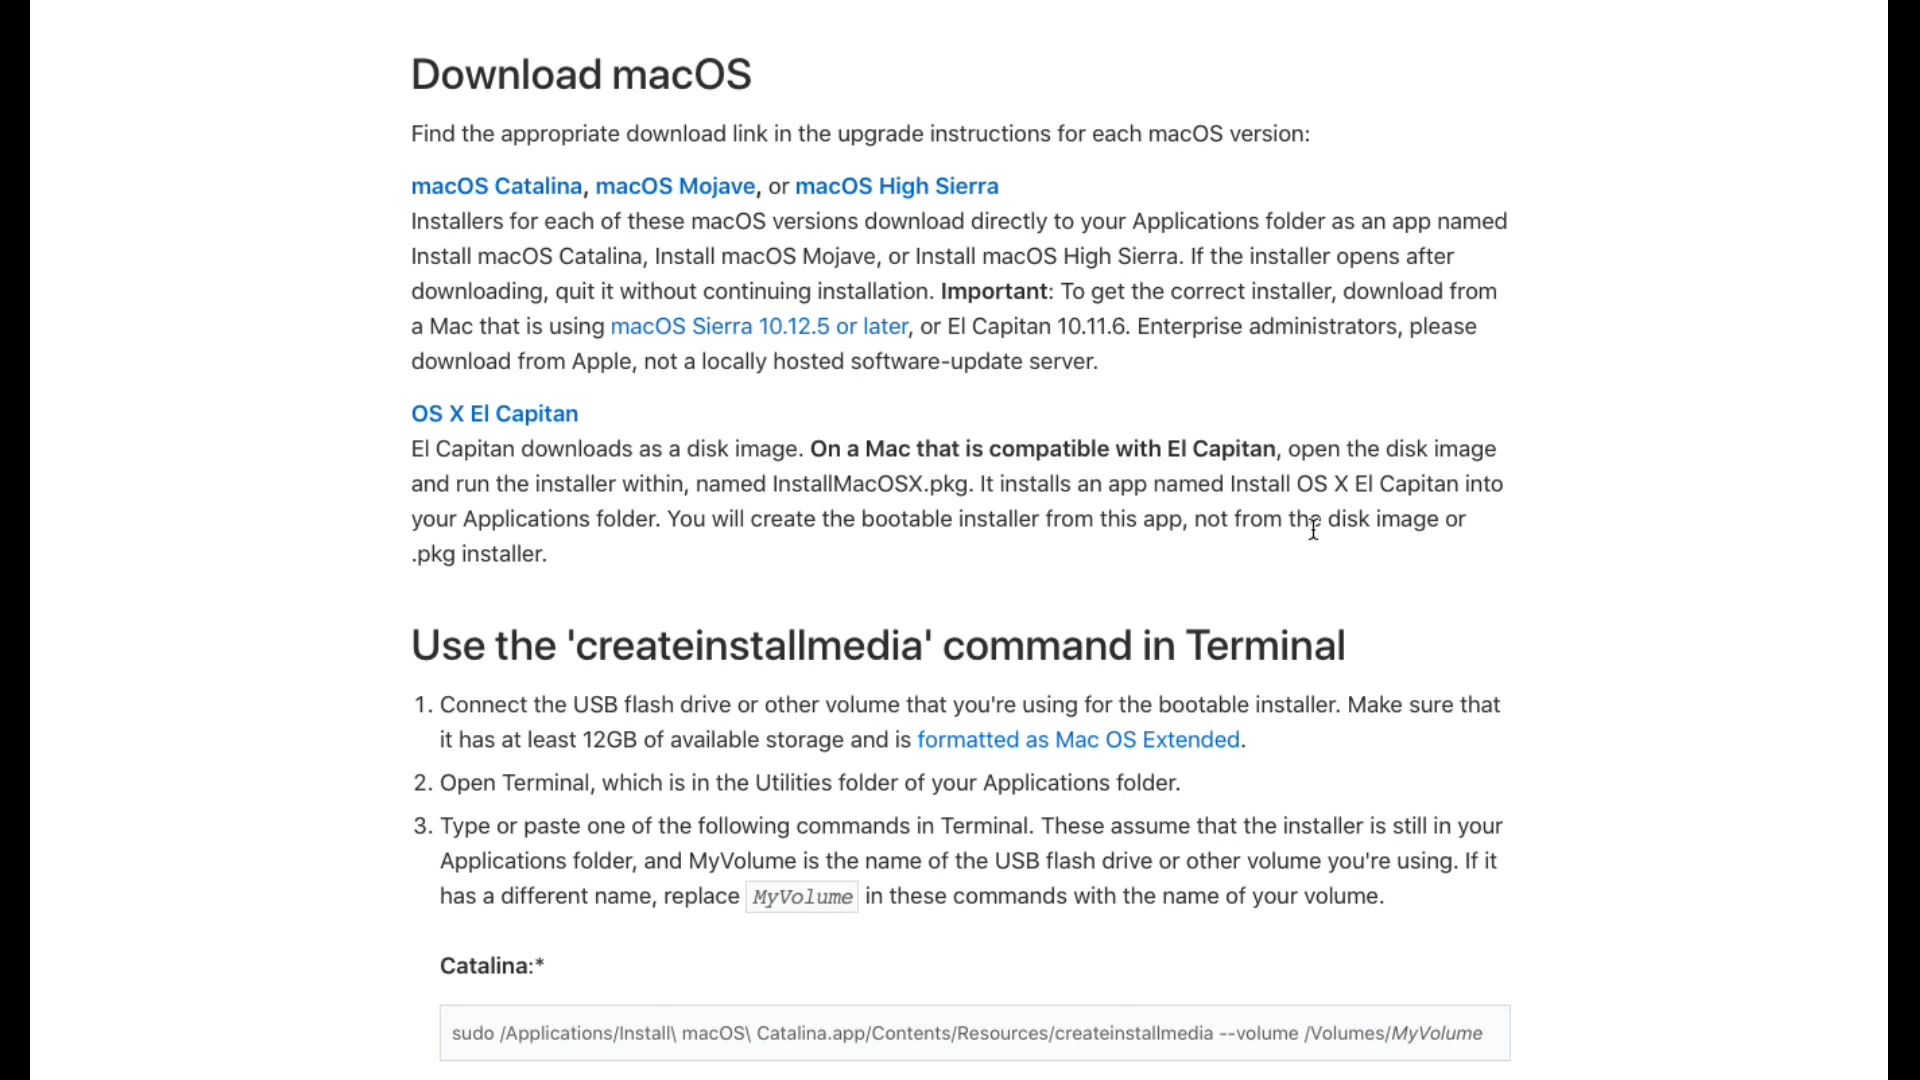 Download macOS
Find the appropriate download link in the upgrade instructions for each macOS version:
macOS Catalina, macOS Mojave, or macOS High Sierra
Installers for each of these macOS versions download directly to your Applications folder as an app named
Install macOS Catalina, Install macOS Mojave, or Install macOS High Sierra. If the installer opens after
downloading, quit it without continuing installation. Important: To get the correct installer, download from
a Mac that is using macOS Sierra 10.12.5 or later, or El Capitan 10.11.6. Enterprise administrators, please
download from Apple, not a locally hosted software-update server.
OS X El Capitan
El Capitan downloads as a disk image. On a Mac that is compatible with El Capitan, open the disk image
and run the installer within, named InstallMacOSX.pkg. It installs an app named Install OS X El Capitan into
your Applications folder. You will create the bootable installer from this app, not from the disk image or
.pkg installer.
Use the 'createinstallmedia' command in Terminal
1. Connect the USB flash drive or other volume that you're using for the bootable installer. Make sure that
it has at least 12GB of available storage and is formatted as Mac OS Extended.
2. Open Terminal, which is in the Utilities folder of your Applications folder.
3. Type or paste one of the following commands in Terminal. These assume that the installer is still in your
Applications folder, and MyVolume is the name of the USB flash drive or other volume you're using. If it
has a different name, replace MyVolume in these commands with the name of your volume.
Catalina:*
sudo /Applications/Install\ macOS\ Catalina.app/Contents/Resources/createinstallmedia --volume /Volumes/MyVolume